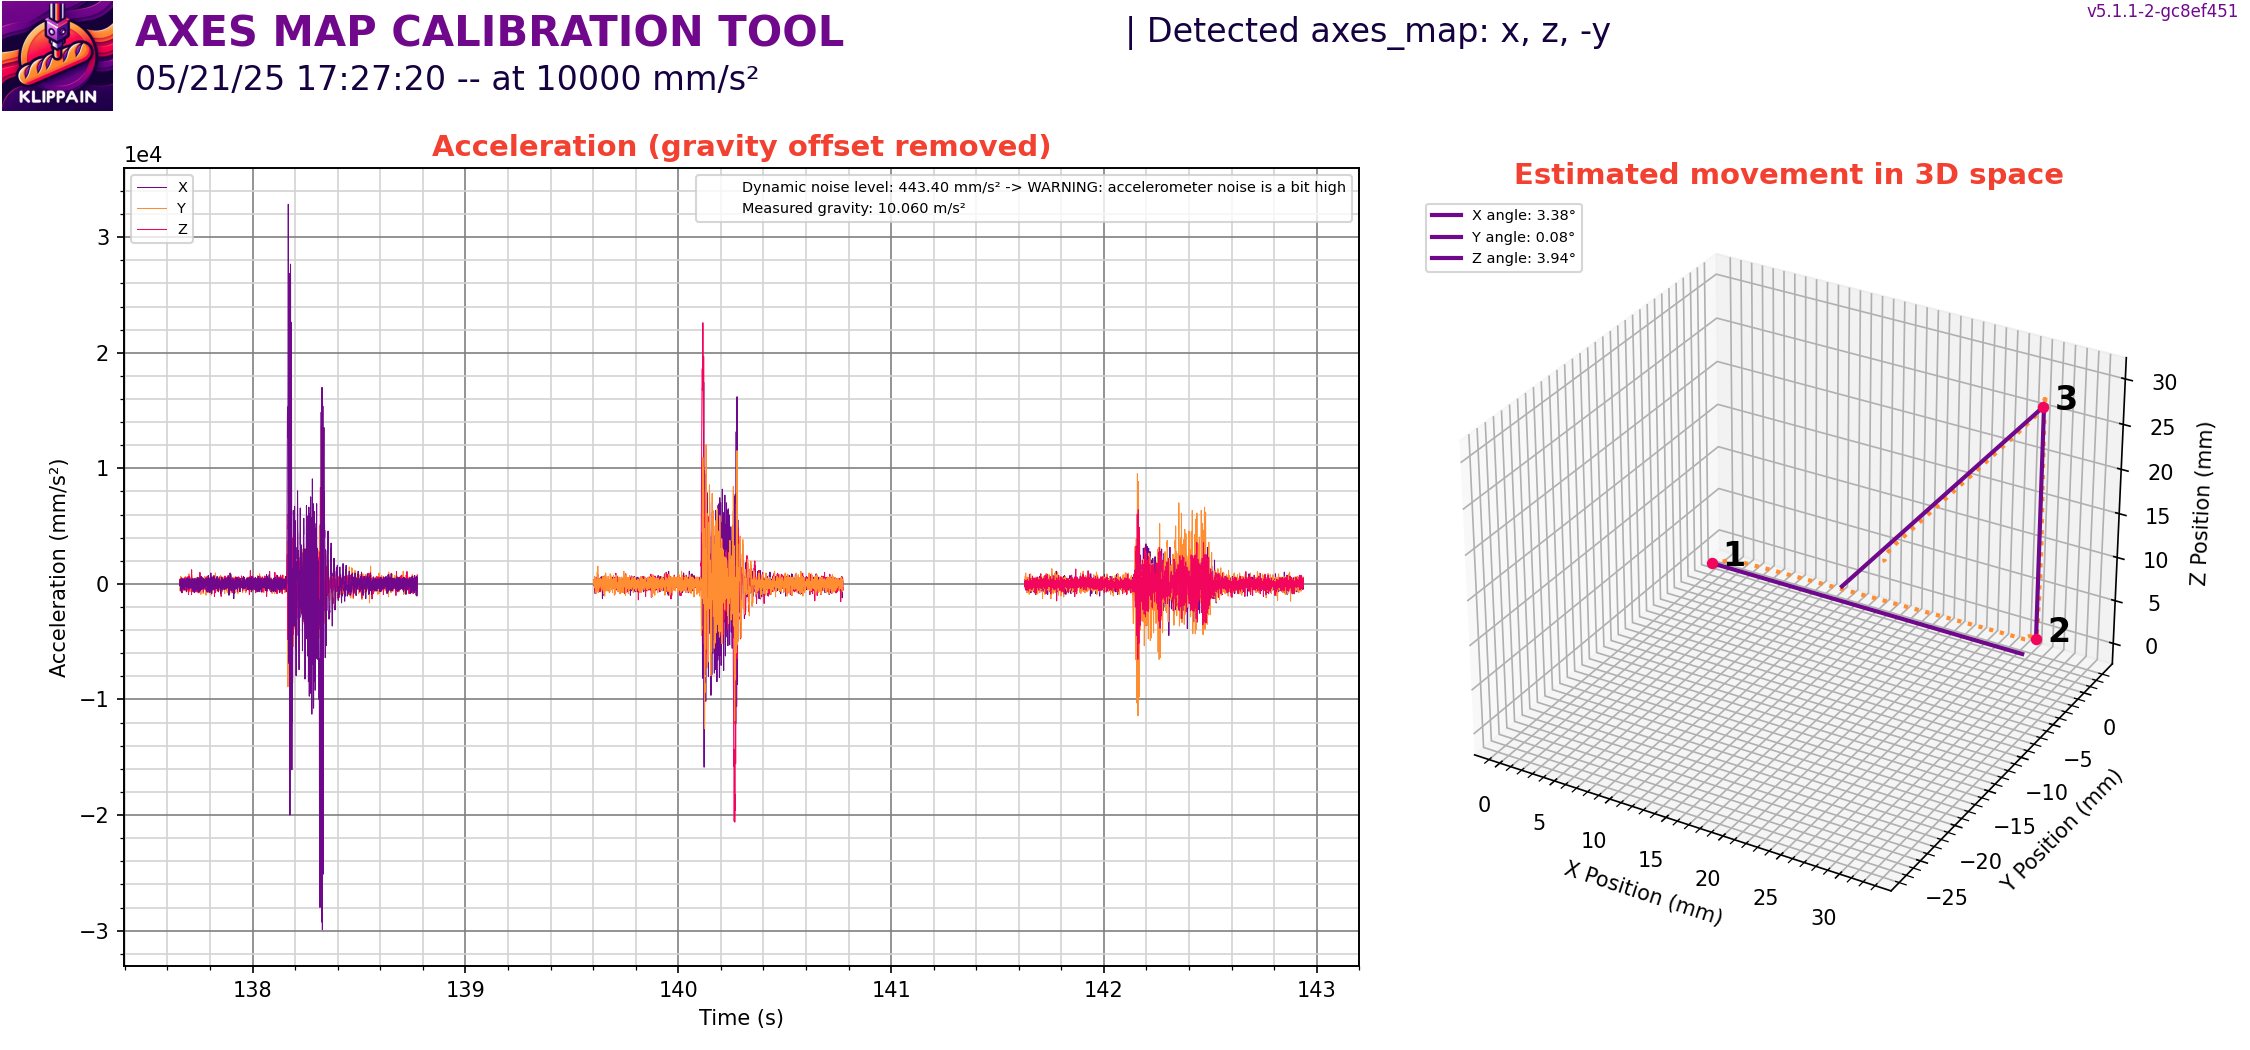 KLIPPAIN
AXES MAP CALIBRATION TOOL
05/21/25 17:27:20 -- at 10000 mm/s²
| Detected axes_map: x, z, -y
v5.1.1-2-gc8ef451
Acceleration (gravity offset removed)
1e4
X
Y
Z
Dynamic noise level: 443.40 mm/s² -> WARNING: accelerometer noise is a bit high
Measured gravity: 10.060 m/s²
3
2
1
0
−1
−2
−3
Acceleration (mm/s²)
138
139
140
141
142
143
Time (s)
Estimated movement in 3D space
X angle: 3.38°
Y angle: 0.08°
Z angle: 3.94°
1
2
3
0
5
10
15
20
25
30
X Position (mm)
0
−5
−10
−15
−20
−25
Y Position (mm)
30
25
20
15
10
5
0
Z Position (mm)